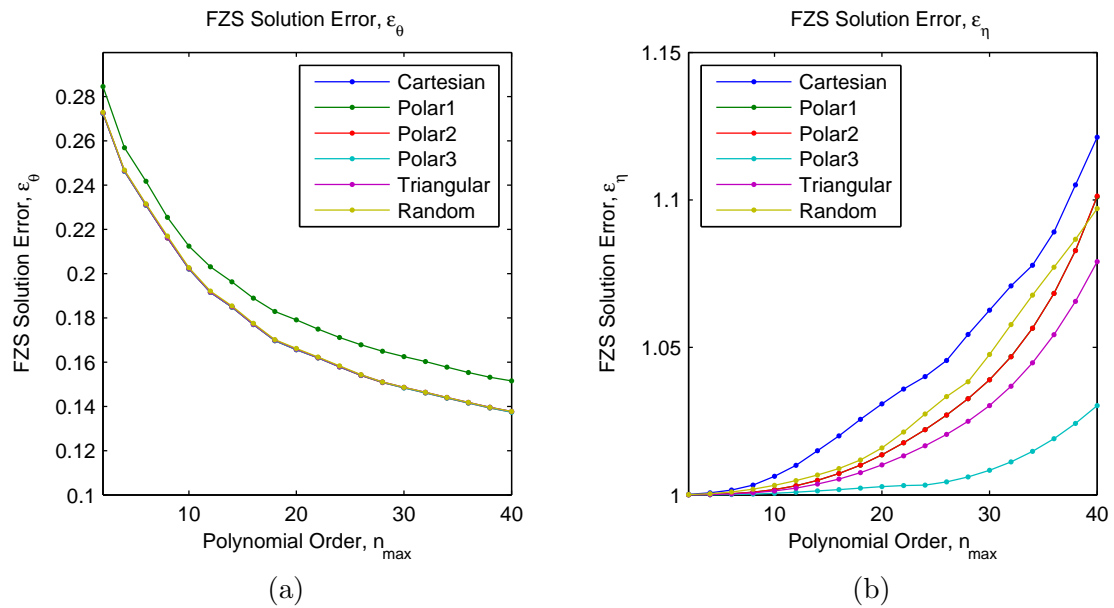 FZS Solution Error, εθ
0.28
0.26
0.24
0.22
0.2
0.18
0.16
0.14
0.12
0.1
10
20
30
40
FZS Solution Error, εθ
Polynomial Order, nmax
Cartesian
Polar1
Polar2
Polar3
Triangular
Random
(a)
FZS Solution Error, εη
1.15
1.1
1.05
1
10
20
30
40
FZS Solution Error, εη
Polynomial Order, nmax
Cartesian
Polar1
Polar2
Polar3
Triangular
Random
(b)